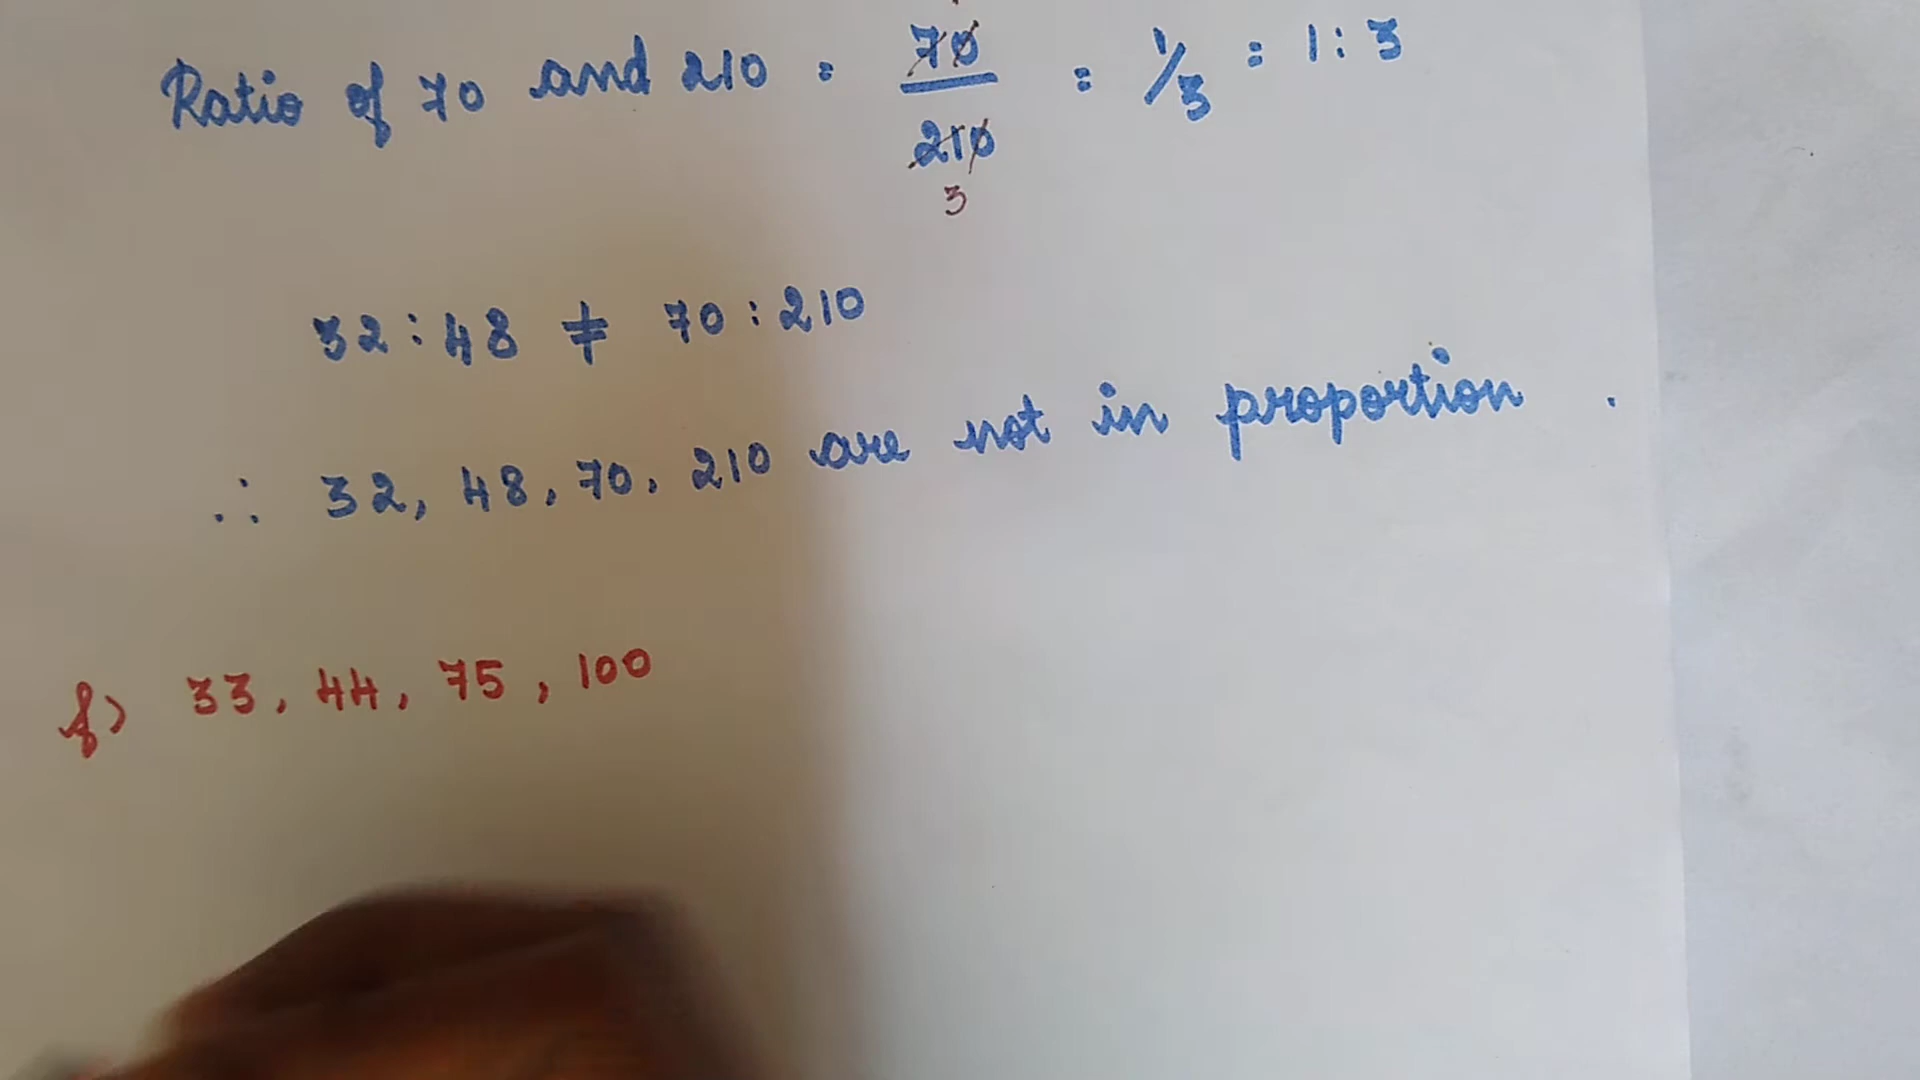 Ratio of 70 and 210 = 70/210 = 1/3 = 1:3
3
32:48 ≠ 70:210
∴ 32, 48, 70, 210 are not in proportion.
f) 33, 44, 75, 100